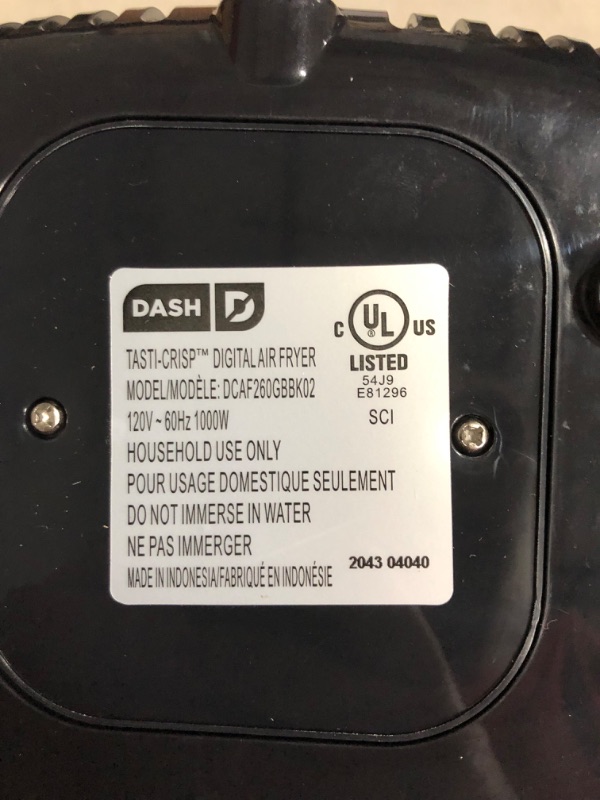 DASH D
C UL US
LISTED
54J9
E81296
SCI
TASTI-CRISP™ DIGITAL AIR FRYER
MODEL/MODÈLE: DCAF260GBBK02
120V ~ 60Hz 1000W
HOUSEHOLD USE ONLY
POUR USAGE DOMESTIQUE SEULEMENT
DO NOT IMMERSE IN WATER
NE PAS IMMERGER
MADE IN INDONESIA/FABRIQUÉ EN INDONÉSIE
2043 04040